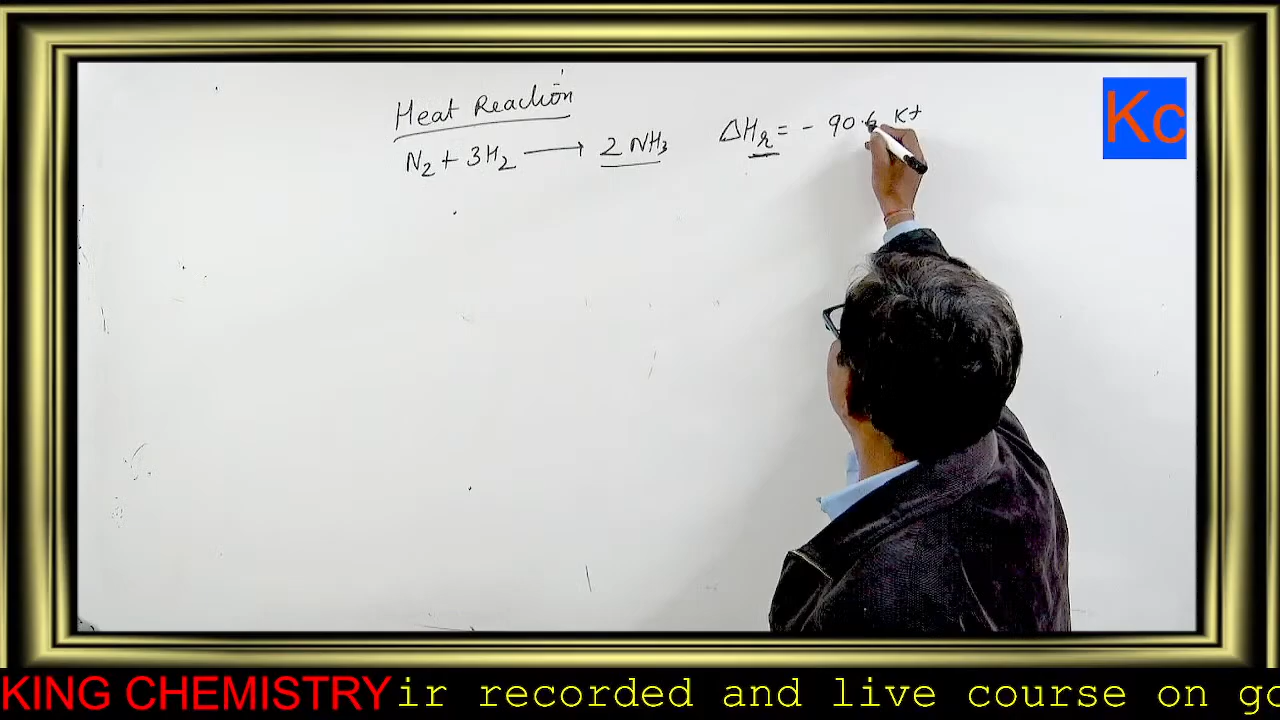 Heat Reaction
N₂ + 3H₂ ⟶ 2 NH₃ ΔHr = - 90.6 KJ
Kc
KING CHEMISTRY ir recorded and live course on go